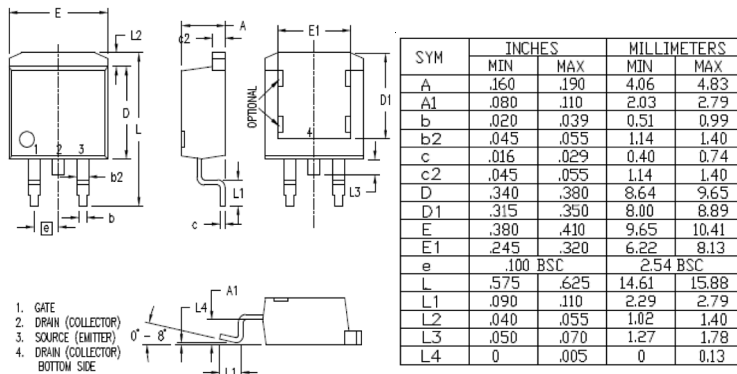 E
L2
A
c2
E1
D
L
OPTIONAL
D1
4
1 2 3
b2
b
e
L1
c
L3
A1
L4
0° - 8°
L1
1. GATE
2. DRAIN (COLLECTOR)
3. SOURCE (EMITTER)
4. DRAIN (COLLECTOR)
BOTTOM SIDE
SYM INCHES MILLIMETERS
MIN MAX MIN MAX
A .160 .190 4.06 4.83
A1 .080 .110 2.03 2.79
b .020 .039 0.51 0.99
b2 .045 .055 1.14 1.40
c .016 .029 0.40 0.74
c2 .045 .055 1.14 1.40
D .340 .380 8.64 9.65
D1 .315 .350 8.00 8.89
E .380 .410 9.65 10.41
E1 .245 .320 6.22 8.13
e .100 BSC 2.54 BSC
L .575 .625 14.61 15.88
L1 .090 .110 2.29 2.79
L2 .040 .055 1.02 1.40
L3 .050 .070 1.27 1.78
L4 0 .005 0 0.13